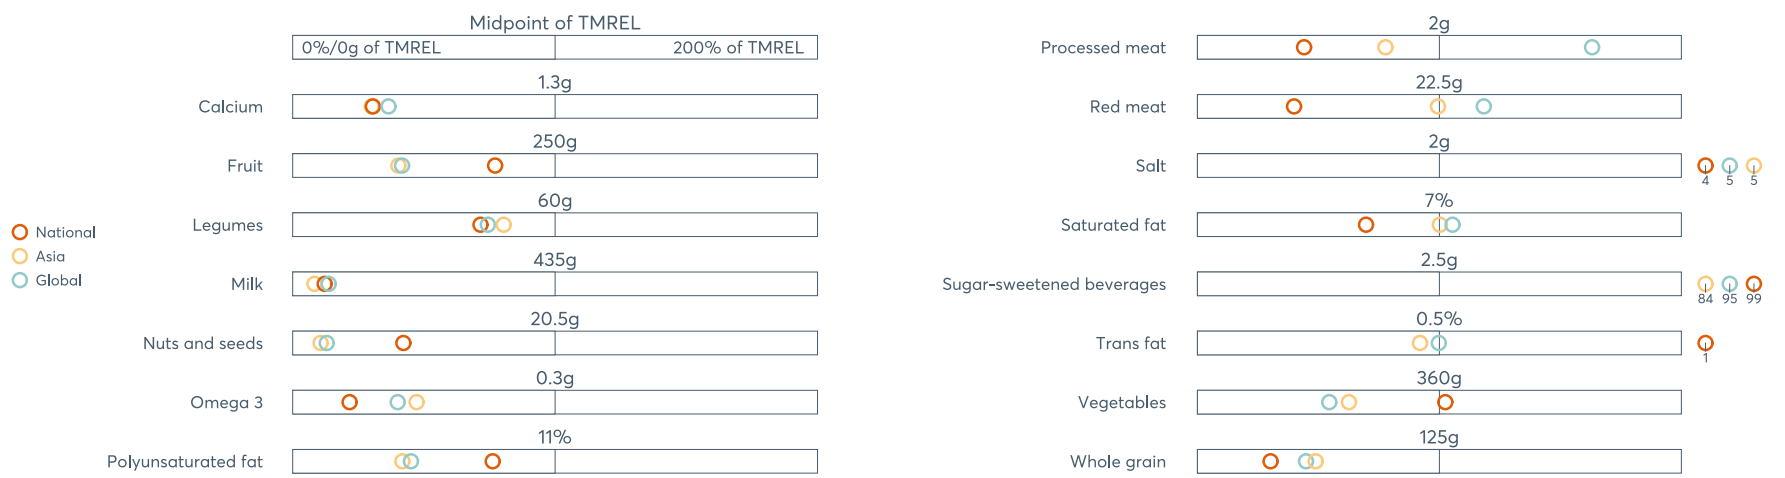 Midpoint of TMREL
0%/0g of TMREL 200% of TMREL
1.3g
Calcium
250g
Fruit
60g
Legumes
435g
Milk
20.5g
Nuts and seeds
0.3g
Omega 3
11%
Polyunsaturated fat
National
Asia
Global
2g
Processed meat
22.5g
Red meat
2g
Salt
4 5 5
7%
Saturated fat
2.5g
Sugar-sweetened beverages
84 95 99
0.5%
Trans fat
1
360g
Vegetables
125g
Whole grain